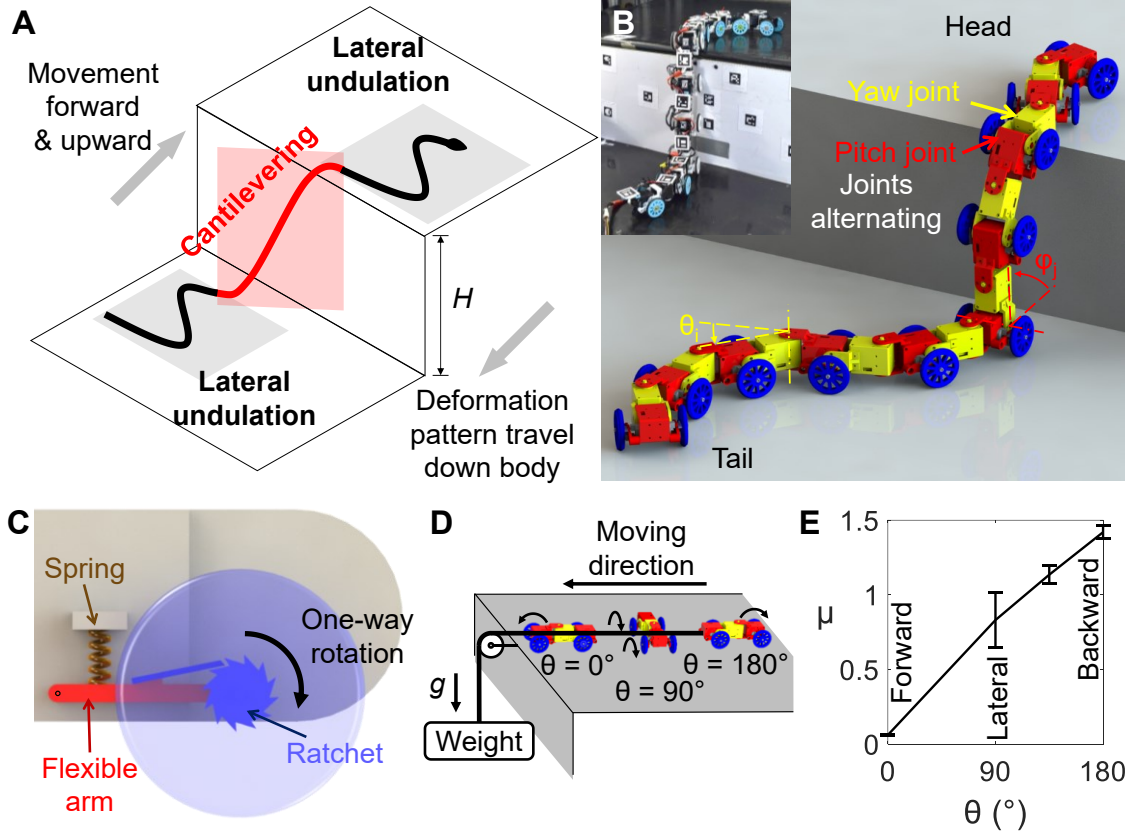 A
Lateral
undulation
Movement
forward
& upward
Cantilevering
H
Lateral
undulation
Deformation
pattern travel
down body
B
Head
Yaw joint
Pitch joint
Joints
alternating
φj
θi
Tail
C
Spring
One-way
rotation
Ratchet
Flexible
arm
D
Moving
direction
θ = 0°
θ = 90°
θ = 180°
g
Weight
E
1.5
1
0.5
0
μ
Forward
Lateral
Backward
0
90
180
θ (°)